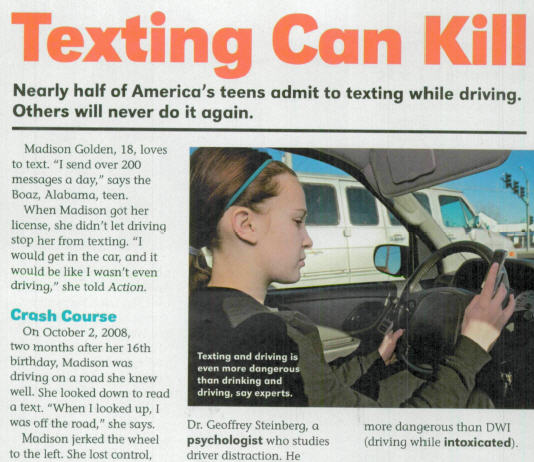 Texting Can Kill
Nearly half of America's teens admit to texting while driving.
Others will never do it again.
Madison Golden, 18, loves
to text. "I send over 200
messages a day," says the
Boaz, Alabama, teen.
When Madison got her
license, she didn't let driving
stop her from texting. "I
would get in the car, and it
would be like I wasn't even
driving," she told Action.
Crash Course
On October 2, 2008,
two months after her 16th
birthday, Madison was
driving on a road she knew
well. She looked down to read
a text. "When I looked up, I
was off the road," she says.
Madison jerked the wheel
to the left. She lost control,
Texting and driving is
even more dangerous
than drinking and
driving, say experts.
Dr. Geoffrey Steinberg, a
psychologist who studies
driver distraction. He
more dangerous than DWI
(driving while intoxicated).